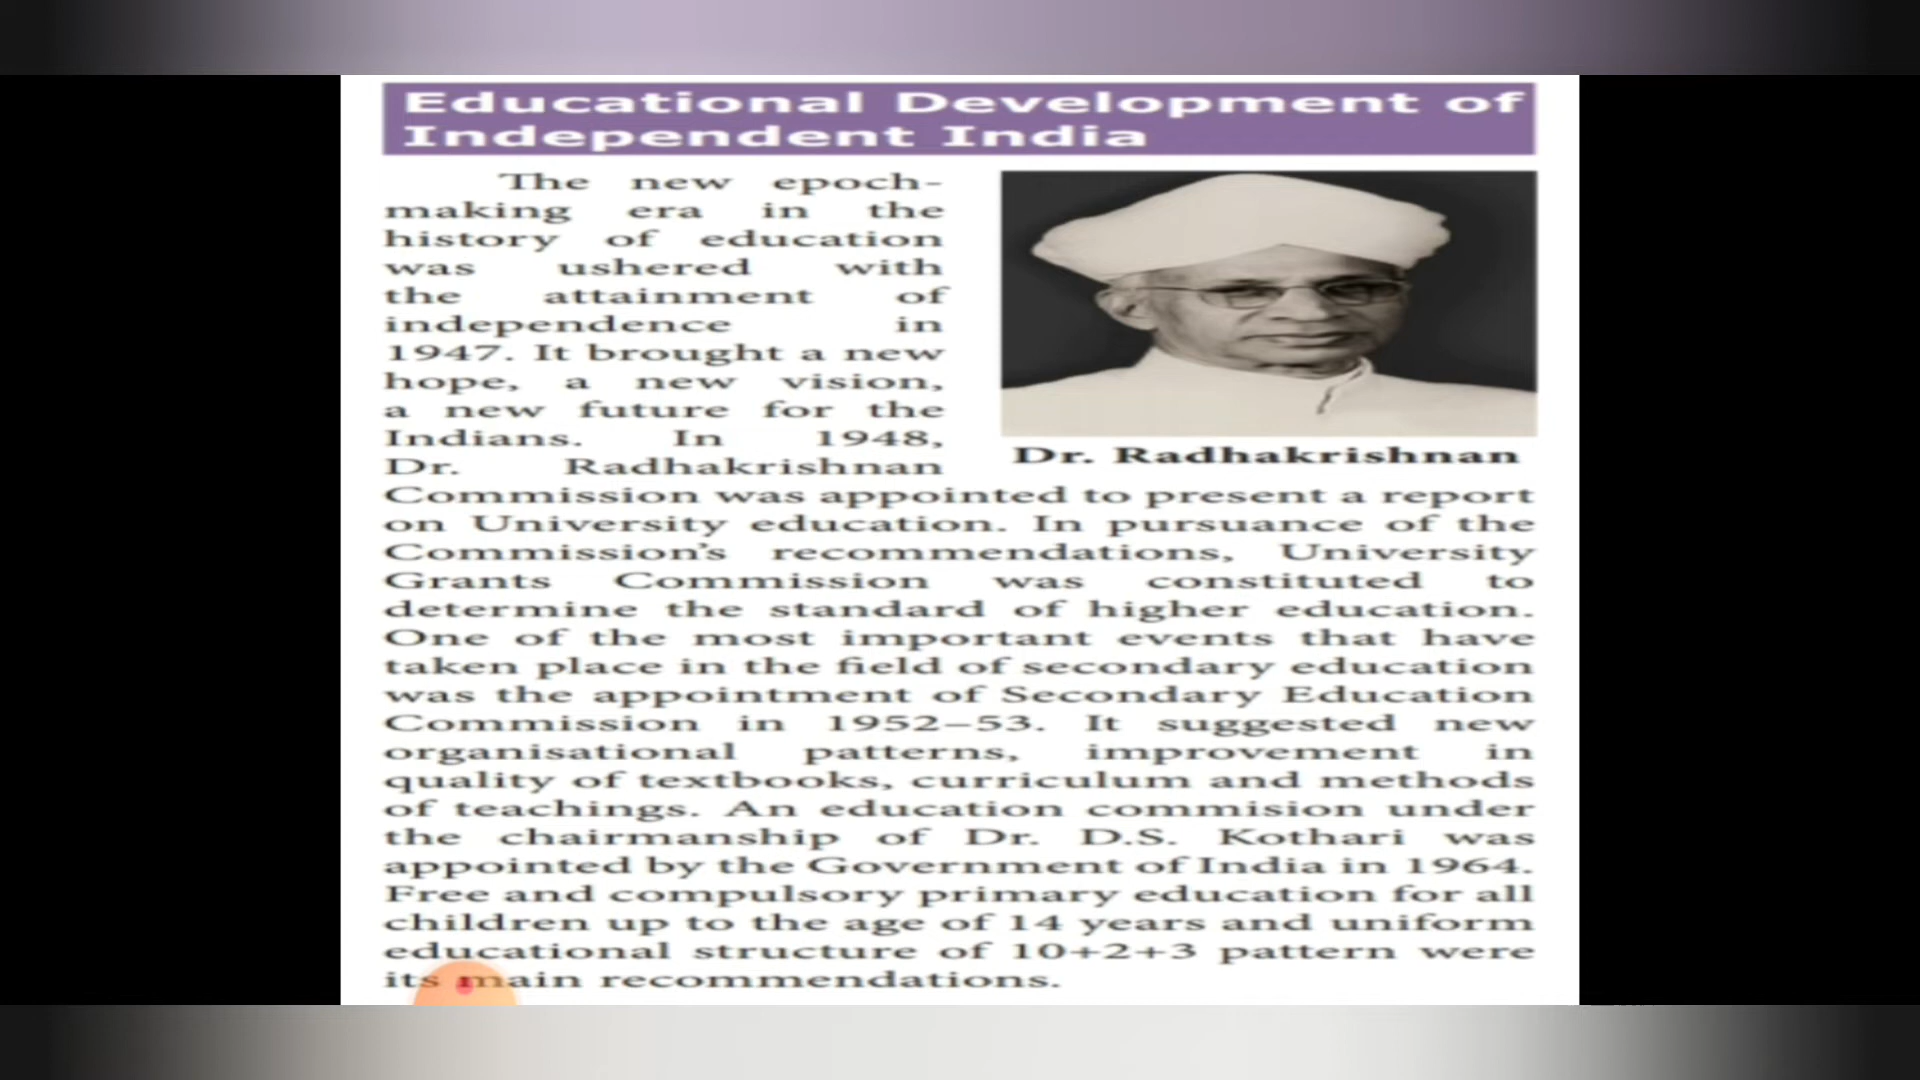 Educational Development of
Independent India
The new epoch-
making era in the
history of education
was ushered with
the attainment of
independence in
1947. It brought a new
hope, a new vision,
a new future for the
Indians. In 1948,
Dr. Radhakrishnan
Dr. Radhakrishnan
Commission was appointed to present a report
on University education. In pursuance of the
Commission's recommendations, University
Grants Commission was constituted to
determine the standard of higher education.
One of the most important events that have
taken place in the field of secondary education
was the appointment of Secondary Education
Commission in 1952–53. It suggested new
organisational patterns, improvement in
quality of textbooks, curriculum and methods
of teachings. An education commision under
the chairmanship of Dr. D.S. Kothari was
appointed by the Government of India in 1964.
Free and compulsory primary education for all
children up to the age of 14 years and uniform
educational structure of 10+2+3 pattern were
its main recommendations.